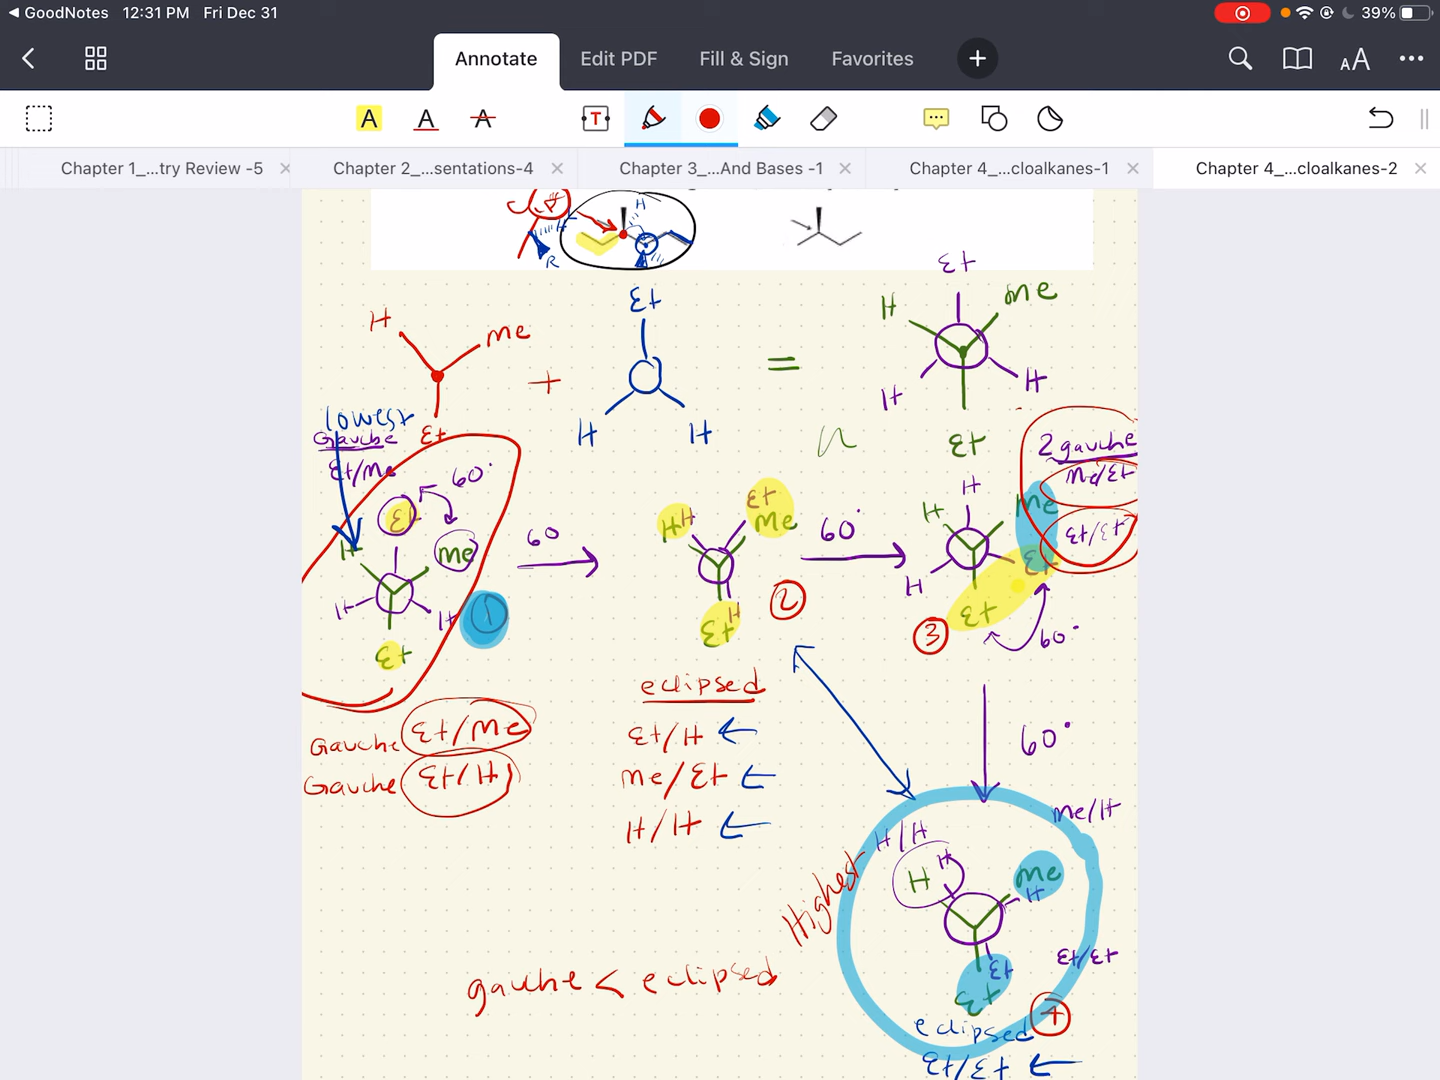 GoodNotes 12:31 PM Fri Dec 31 39%
Annotate Edit PDF Fill & Sign Favorites
A A A T
AA
Chapter 1_...try Review -5 Chapter 2_...sentations-4 Chapter 3_...And Bases -1 Chapter 4_...cloalkanes-1 Chapter 4_...cloalkanes-2
H
R
H Me Et
+
Et H H
=
Et H Me H H Et
lowest
Gauche
Et/Me
60°
Et H Me H H Et
1
60
H H Et Me Et H
2
60°
H H Me H Et Et
3
60°
2 gauche
Me/Et
Et/Et
Gauche Et/Me
Gauche Et/H
eclipsed
Et/H
Me/Et
H/H
60°
Highest
H/H
Me/H
H H Me H
Et/Et
Et Et
eclipsed
4
Et/Et
gauche < eclipsed